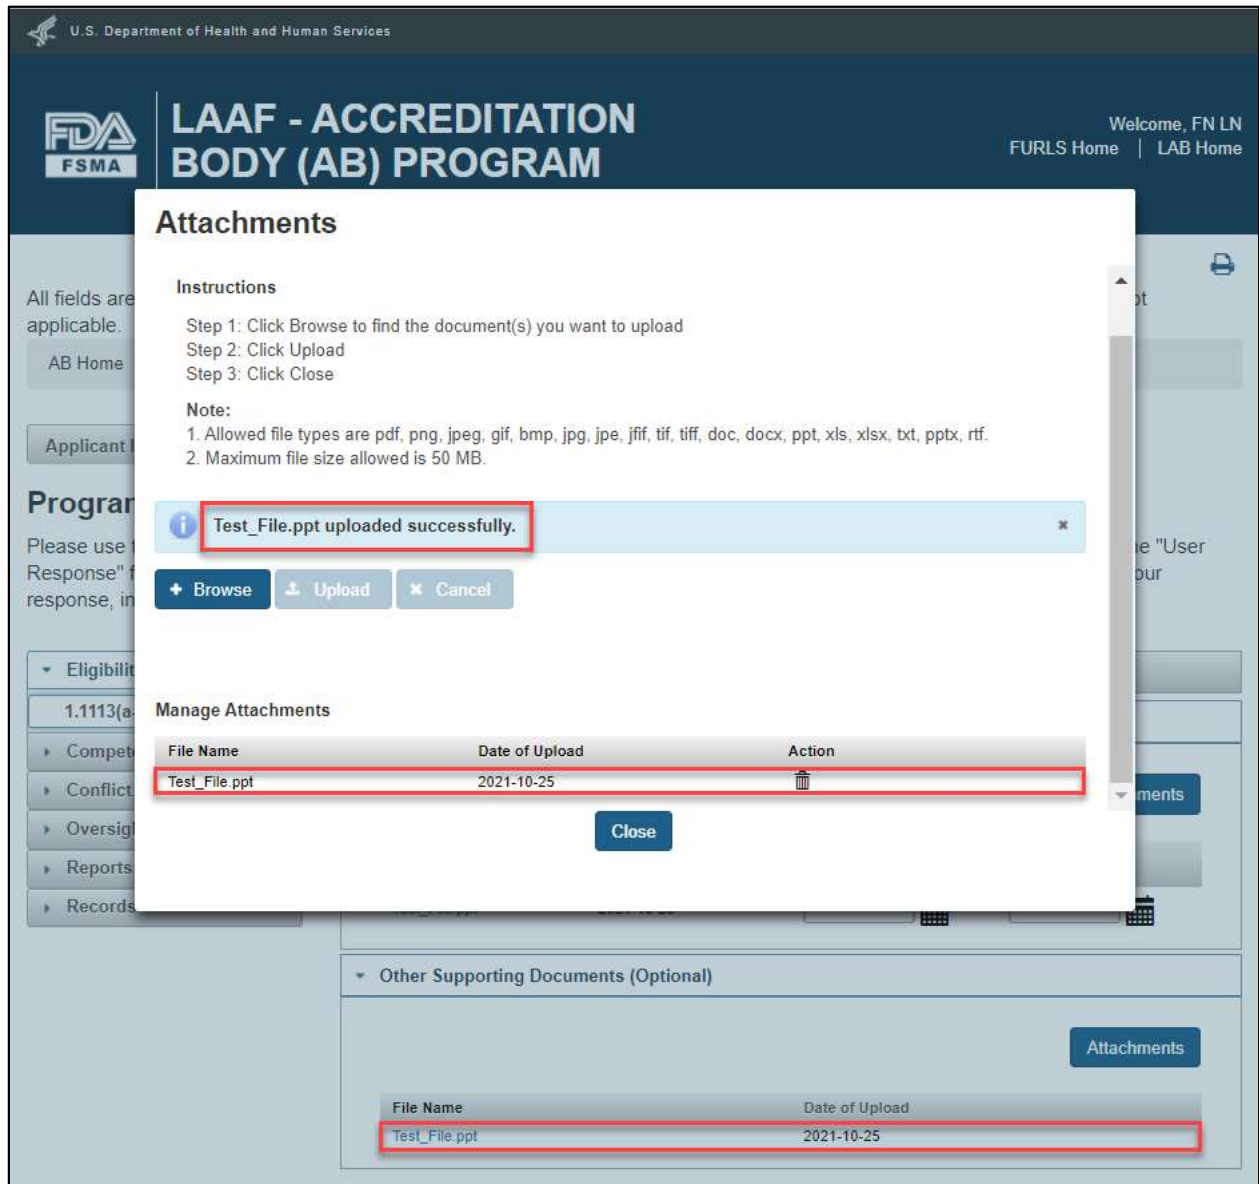 U.S. Department of Health and Human Services
FDA
FSMA
LAAF - ACCREDITATION
BODY (AB) PROGRAM
Welcome, FN LN
FURLS Home | LAB Home
Attachments
Instructions
All fields are
applicable.
Step 1: Click Browse to find the document(s) you want to upload
Step 2: Click Upload
Step 3: Click Close
AB Home
Note:
1. Allowed file types are pdf, png, jpeg, gif, bmp, jpg, jpe, jfif, tif, tiff, doc, docx, ppt, xls, xlsx, txt, pptx, rtf.
2. Maximum file size allowed is 50 MB.
Applicant
Test_File.ppt uploaded successfully.
Please use
"User
Response"
response, in
+ Browse
Upload
Cancel
1.1113(a-
Manage Attachments
File Name Date of Upload Action
Test_File.ppt 2021-10-25
Conflict
Close
Reports
Records
Other Supporting Documents (Optional)
Attachments
File Name Date of Upload
Test_File.ppt 2021-10-25